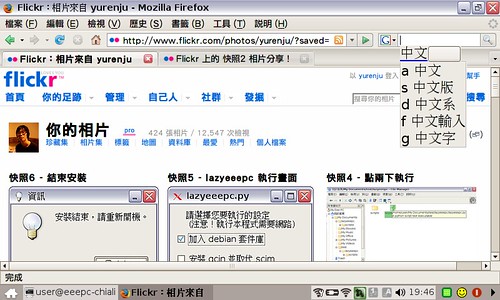 Flickr：相片來自 yurenju - Mozilla Firefox
檔案 (F) 編輯 (E) 檢視 (V) 歷史 (S) 書籤 (B) 工具 (T) 說明 (H)
http://www.flickr.com/photos/yurenju/?saved=
Flickr：相片來自 yurenju
Flickr 上的 快照2 相片分享！
中文
a 中文
s 中文版
d 中文系
f 中文輸入
g 中文字
flickr
以 yurenju 登入
幫手
首頁 你的足跡 管理 自己人 社群 發掘
搜尋你的相片
搜尋
你的相片 pro 424 張相片 / 12,547 次檢視
珍藏集 相片集 標籤 地圖 資料庫 最愛 熱門 個人檔案
快照6 - 結束安裝
快照5 - lazyeeepc 執行畫面
快照4 - 點兩下執行
資訊
安裝結束，請重新開機。
lazyeeepc.py
請選擇您要執行的設定
(注意！執行本程式需要網路)
加入 debian 套件庫
安裝 gcin 並取代 scim
完成
user@eeepc-chiali
Flickr：相片來自
19:46